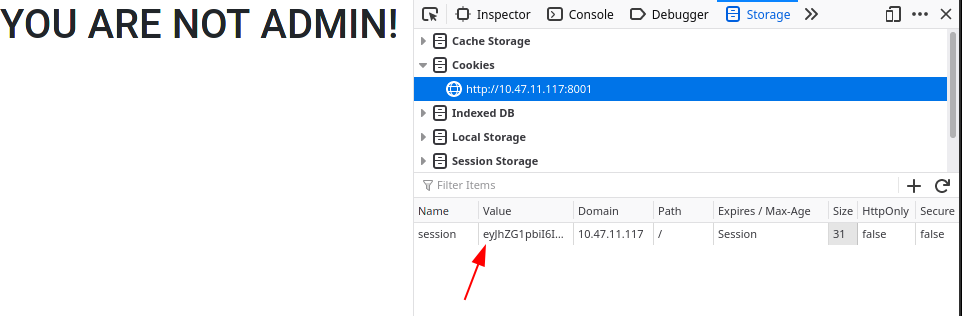 YOU ARE NOT ADMIN!
Inspector Console Debugger Storage
Cache Storage
Cookies
http://10.47.11.117:8001
Indexed DB
Local Storage
Session Storage
Filter Items
Name Value Domain Path Expires / Max-Age Size HttpOnly Secure
session eyJhZG1pbiI6I... 10.47.11.117 / Session 31 false false